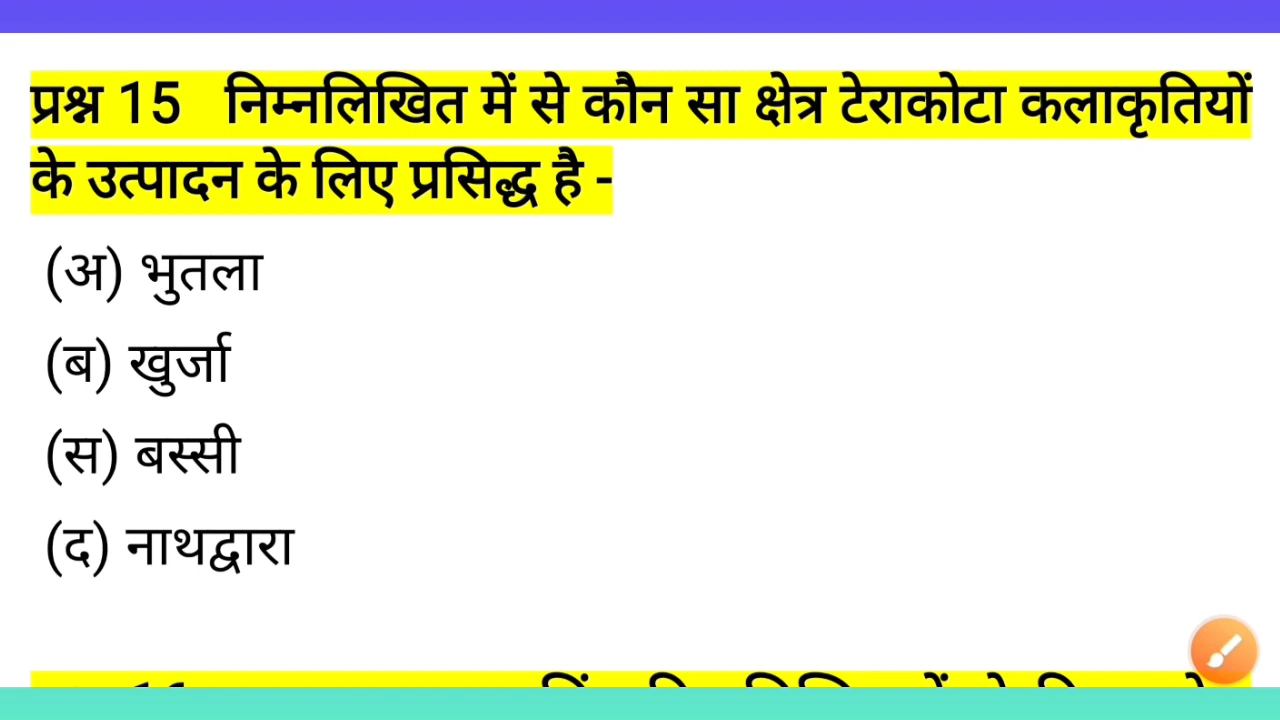 प्रश्न 15 निम्नलिखित में से कौन सा क्षेत्र टेराकोटा कलाकृतियों
के उत्पादन के लिए प्रसिद्ध है -
(अ) भुतला
(ब) खुर्जा
(स) बस्सी
(द) नाथद्वारा